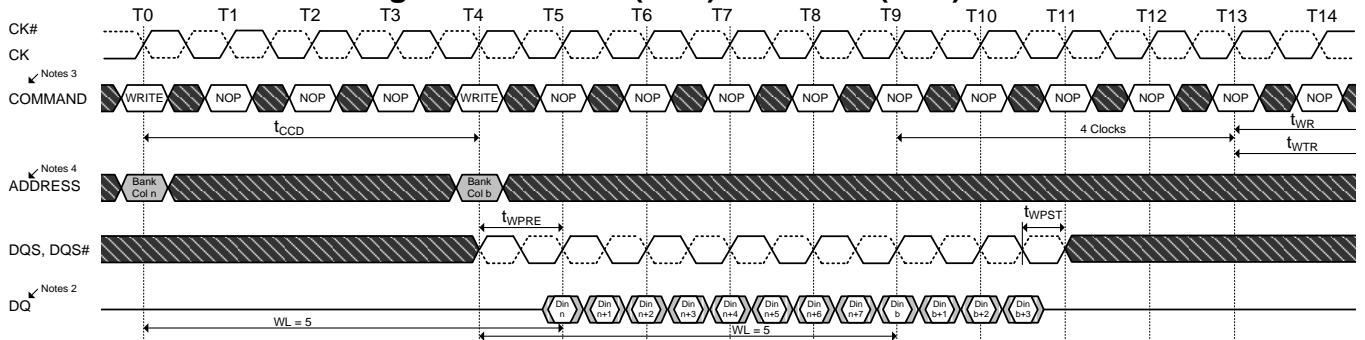 T0 T1 T2 T3 T4 T5 T6 T7 T8 T9 T10 T11 T12 T13 T14
CK#
CK
Notes 3
COMMAND WRITE NOP NOP NOP WRITE NOP NOP NOP NOP NOP NOP NOP NOP NOP NOP
tCCD 4 Clocks tWR
tWTR
Notes 4
ADDRESS Bank Col n Bank Col b
tWPRE tWPST
DQS, DQS#
Notes 2
DQ Din n Din n+1 Din n+2 Din n+3 Din n+4 Din n+5 Din n+6 Din n+7 Din b Din b+1 Din b+2 Din b+3
WL = 5 WL = 5